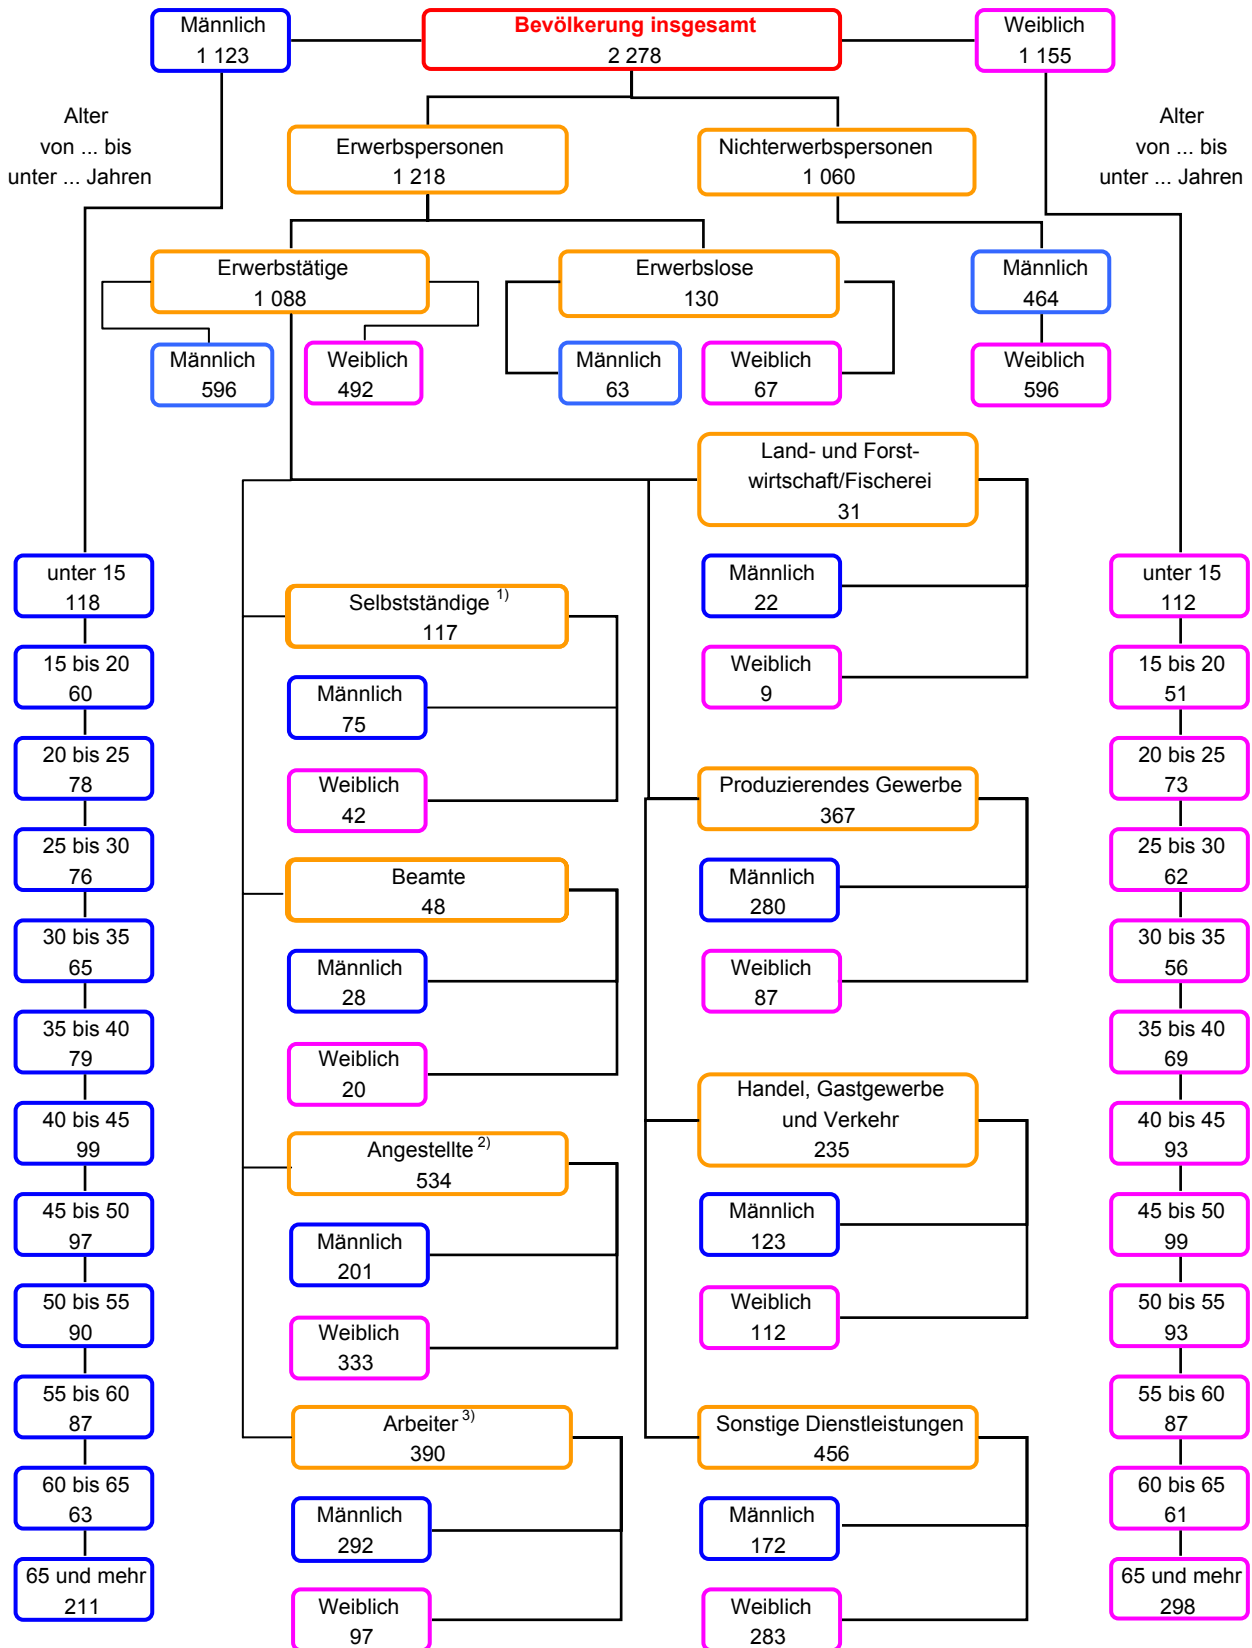 Männlich
1 123
Bevölkerung insgesamt
2 278
Weiblich
1 155
Alter
von ... bis
unter ... Jahren
Erwerbspersonen
1 218
Nichterwerbspersonen
1 060
Alter
von ... bis
unter ... Jahren
Erwerbstätige
1 088
Erwerbslose
130
Männlich
464
Männlich
596
Weiblich
492
Männlich
63
Weiblich
67
Weiblich
596
unter 15
118
15 bis 20
60
20 bis 25
78
25 bis 30
76
30 bis 35
65
35 bis 40
79
40 bis 45
99
45 bis 50
97
50 bis 55
90
55 bis 60
87
60 bis 65
63
65 und mehr
211
Selbstständige 1)
117
Männlich
75
Weiblich
42
Beamte
48
Männlich
28
Weiblich
20
Angestellte 2)
534
Männlich
201
Weiblich
333
Arbeiter 3)
390
Männlich
292
Weiblich
97
Land- und Forst-
wirtschaft/Fischerei
31
Männlich
22
Weiblich
9
Produzierendes Gewerbe
367
Männlich
280
Weiblich
87
Handel, Gastgewerbe
und Verkehr
235
Männlich
123
Weiblich
112
Sonstige Dienstleistungen
456
Männlich
172
Weiblich
283
unter 15
112
15 bis 20
51
20 bis 25
73
25 bis 30
62
30 bis 35
56
35 bis 40
69
40 bis 45
93
45 bis 50
99
50 bis 55
93
55 bis 60
87
60 bis 65
61
65 und mehr
298